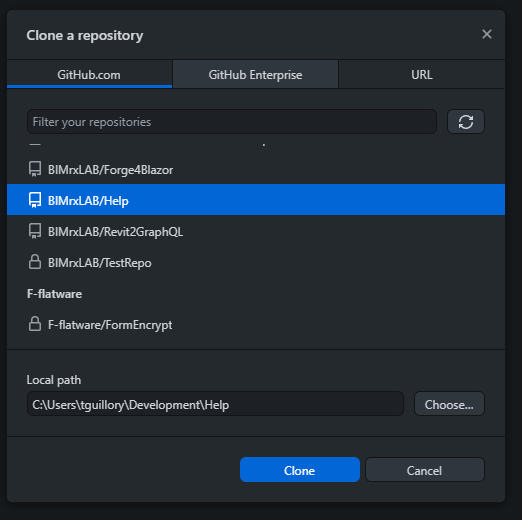 Clone a repository
GitHub.com
GitHub Enterprise
URL
Filter your repositories
BIMrxLAB/Forge4Blazor
BIMrxLAB/Help
BIMrxLAB/Revit2GraphQL
BIMrxLAB/TestRepo
F-flatware
F-flatware/FormEncrypt
Local path
C:\Users\tguillory\Development\Help
Choose...
Clone
Cancel